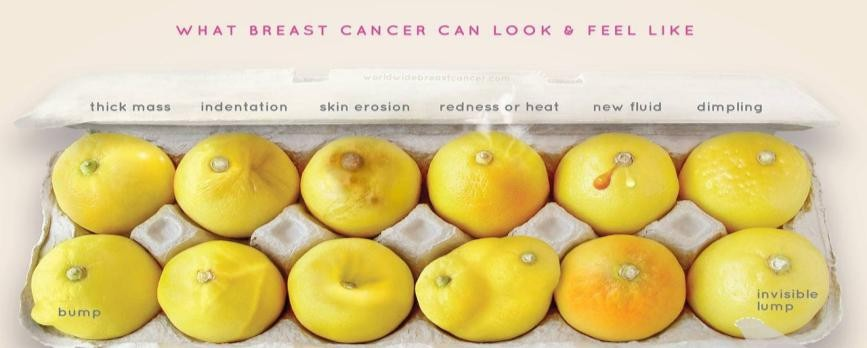 WHAT BREAST CANCER CAN LOOK & FEEL LIKE
worldwidebreastcancer.com
thick mass indentation skin erosion redness or heat new fluid dimpling
bump
invisible
lump